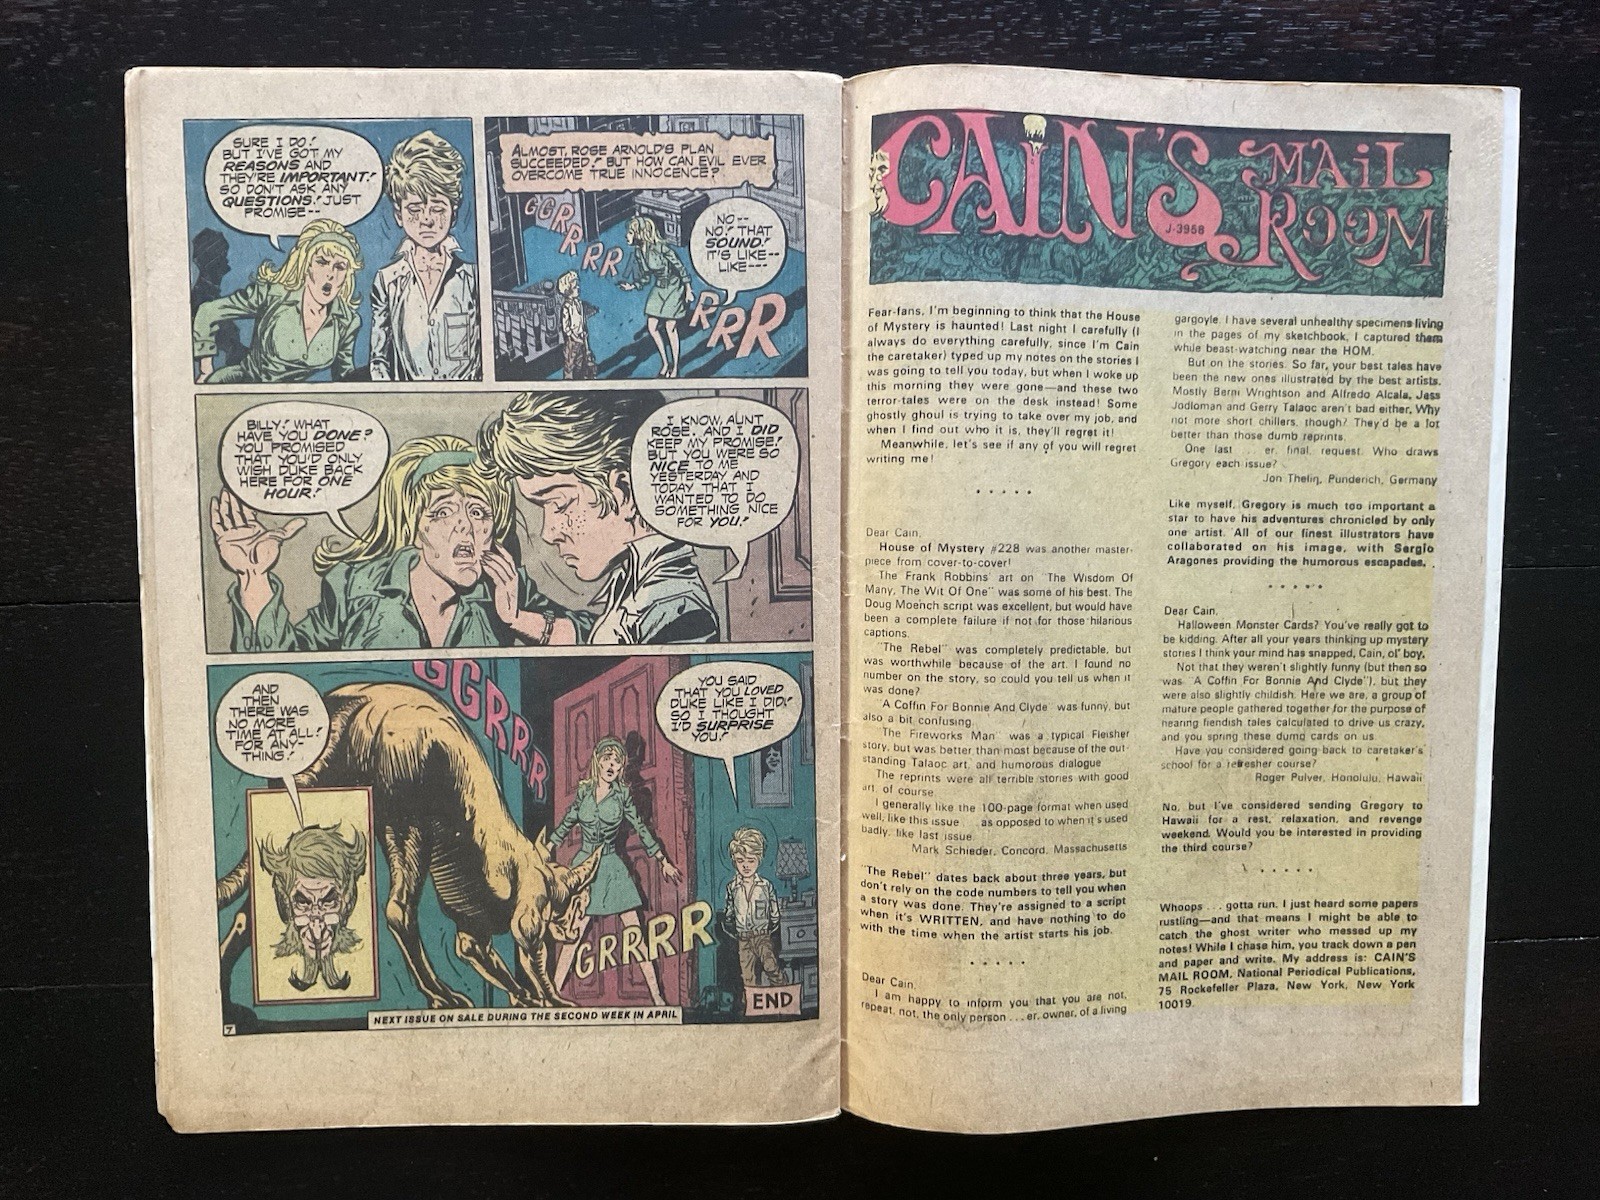 SURE I DO!
BUT I'VE GOT MY
REASONS AND
THEY'RE IMPORTANT!
SO DON'T ASK ANY
QUESTIONS! JUST
PROMISE--
ALMOST, ROSE ARNOLD'S PLAN
SUCCEEDED! BUT HOW CAN EVIL EVER
OVERCOME TRUE INNOCENCE?
GGRRRRR
NO--
NO! THAT
SOUND!
IT'S LIKE--
LIKE---
RRRR
BILLY! WHAT
HAVE YOU DONE?
YOU PROMISED
THAT YOU'D ONLY
WISH DUKE BACK
HERE FOR ONE
HOUR!
I KNOW, AUNT
ROSE. AND I DID
KEEP MY PROMISE!
BUT YOU WERE SO
NICE TO ME
YESTERDAY AND
TODAY THAT I
WANTED TO DO
SOMETHING NICE
FOR YOU!
AND
THEN
THERE WAS
NO MORE
TIME AT ALL!
FOR ANY-
THING!
GGRRRR
YOU SAID
THAT YOU LOVED
DUKE LIKE I DID!
SO I THOUGHT
I'D SURPRISE
YOU!
GRRRR
END
7
NEXT ISSUE ON SALE DURING THE SECOND WEEK IN APRIL
CAIN'S MAIL ROOM
J-3958
Fear-fans, I'm beginning to think that the House
of Mystery is haunted! Last night I carefully (I
always do everything carefully, since I'm Cain
the caretaker) typed up my notes on the stories I
was going to tell you today, but when I woke up
this morning they were gone—and these two
terror-tales were on the desk instead! Some
ghostly ghoul is trying to take over my job, and
when I find out who it is, they'll regret it!
Meanwhile, let's see if any of you will regret
writing me!
. . . . .
Dear Cain,
House of Mystery #228 was another master-
piece from cover-to-cover!
The Frank Robbins' art on "The Wisdom Of
Many, The Wit Of One" was some of his best. The
Doug Moench script was excellent, but would have
been a complete failure if not for those hilarious
captions.
"The Rebel" was completely predictable, but
was worthwhile because of the art. I found no
number on the story, so could you tell us when it
was done?
"A Coffin For Bonnie And Clyde" was funny, but
also a bit confusing.
"The Fireworks Man" was a typical Fleisher
story, but was better than most because of the out-
standing Talaoc art, and humorous dialogue
The reprints were all terrible stories with good
art, of course.
I generally like the 100-page format when used
well, like this issue . . . as opposed to when it's used
badly, like last issue.
Mark Schieder, Concord, Massachusetts
"The Rebel" dates back about three years, but
don't rely on the code numbers to tell you when
a story was done. They're assigned to a script
when it's WRITTEN, and have nothing to do
with the time when the artist starts his job.
. . . . .
Dear Cain,
I am happy to inform you that you are not,
repeat, not, the only person . . . er, owner, of a living
gargoyle. I have several unhealthy specimens living
in the pages of my sketchbook, I captured them
while beast-watching near the HOM.
But on the stories. So far, your best tales have
been the new ones illustrated by the best artists.
Mostly Berni Wrightson and Alfredo Alcala, Jess
Jodloman and Gerry Talaoc aren't bad either, Why
not more short chillers, though? They'd be a lot
better than those dumb reprints.
One last . . . er, final, request. Who draws
Gregory each issue?
Jon Thelin, Punderich, Germany
Like myself, Gregory is much too important a
star to have his adventures chronicled by only
one artist. All of our finest illustrators have
collaborated on his image, with Sergio
Aragones providing the humorous escapades.
. . . . .
Dear Cain,
Halloween Monster Cards? You've really got to
be kidding. After all your years thinking up mystery
stories I think your mind has snapped, Cain, ol' boy.
Not that they weren't slightly funny (but then so
was "A Coffin For Bonnie And Clyde"), but they
were also slightly childish. Here we are, a group of
mature people gathered together for the purpose of
hearing fiendish tales calculated to drive us crazy,
and you spring these dumb cards on us.
Have you considered going back to caretaker's
school for a refresher course?
Roger Pulver, Honolulu, Hawaii
No, but I've considered sending Gregory to
Hawaii for a rest, relaxation, and revenge
weekend. Would you be interested in providing
the third course?
. . . . .
Whoops . . . gotta run. I just heard some papers
rustling—and that means I might be able to
catch the ghost writer who messed up my
notes! While I chase him, you track down a pen
and paper and write. My address is: CAIN'S
MAIL ROOM, National Periodical Publications,
75 Rockefeller Plaza, New York, New York
10019.